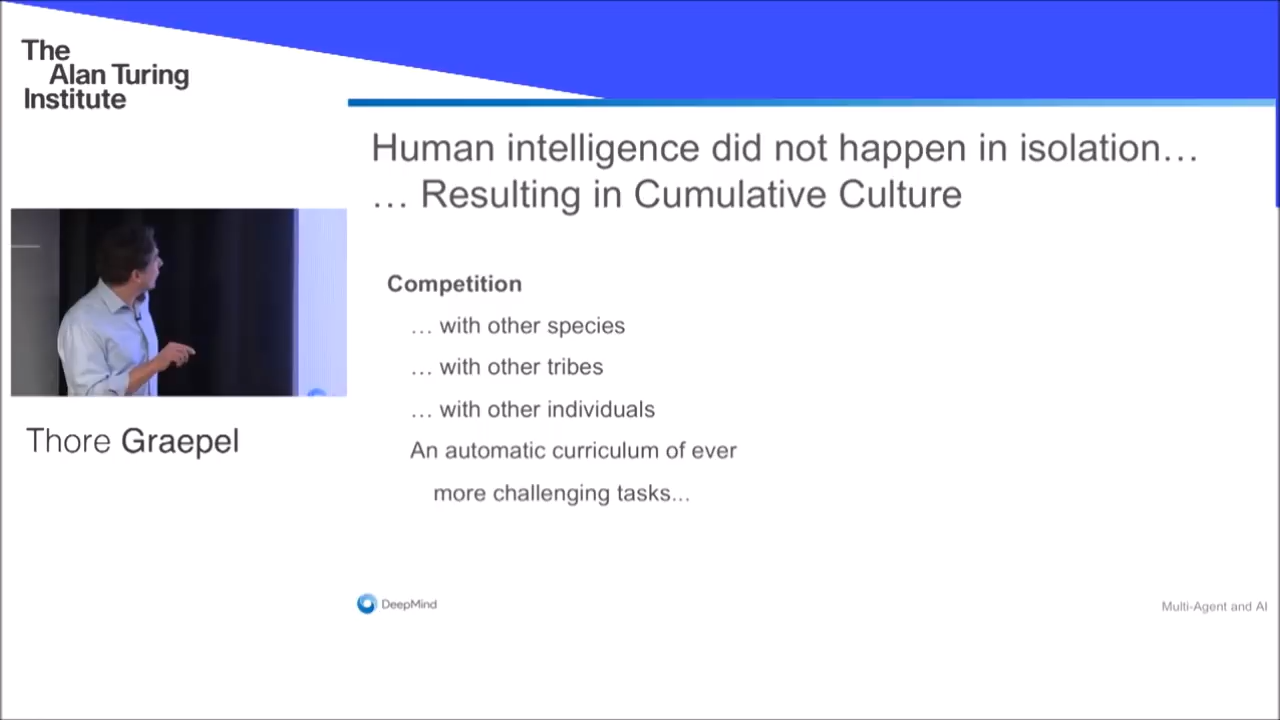 The
Alan Turing
Institute
Human intelligence did not happen in isolation…
… Resulting in Cumulative Culture
Competition
… with other species
… with other tribes
… with other individuals
An automatic curriculum of ever
more challenging tasks…
Thore Graepel
DeepMind
Multi-Agent and AI